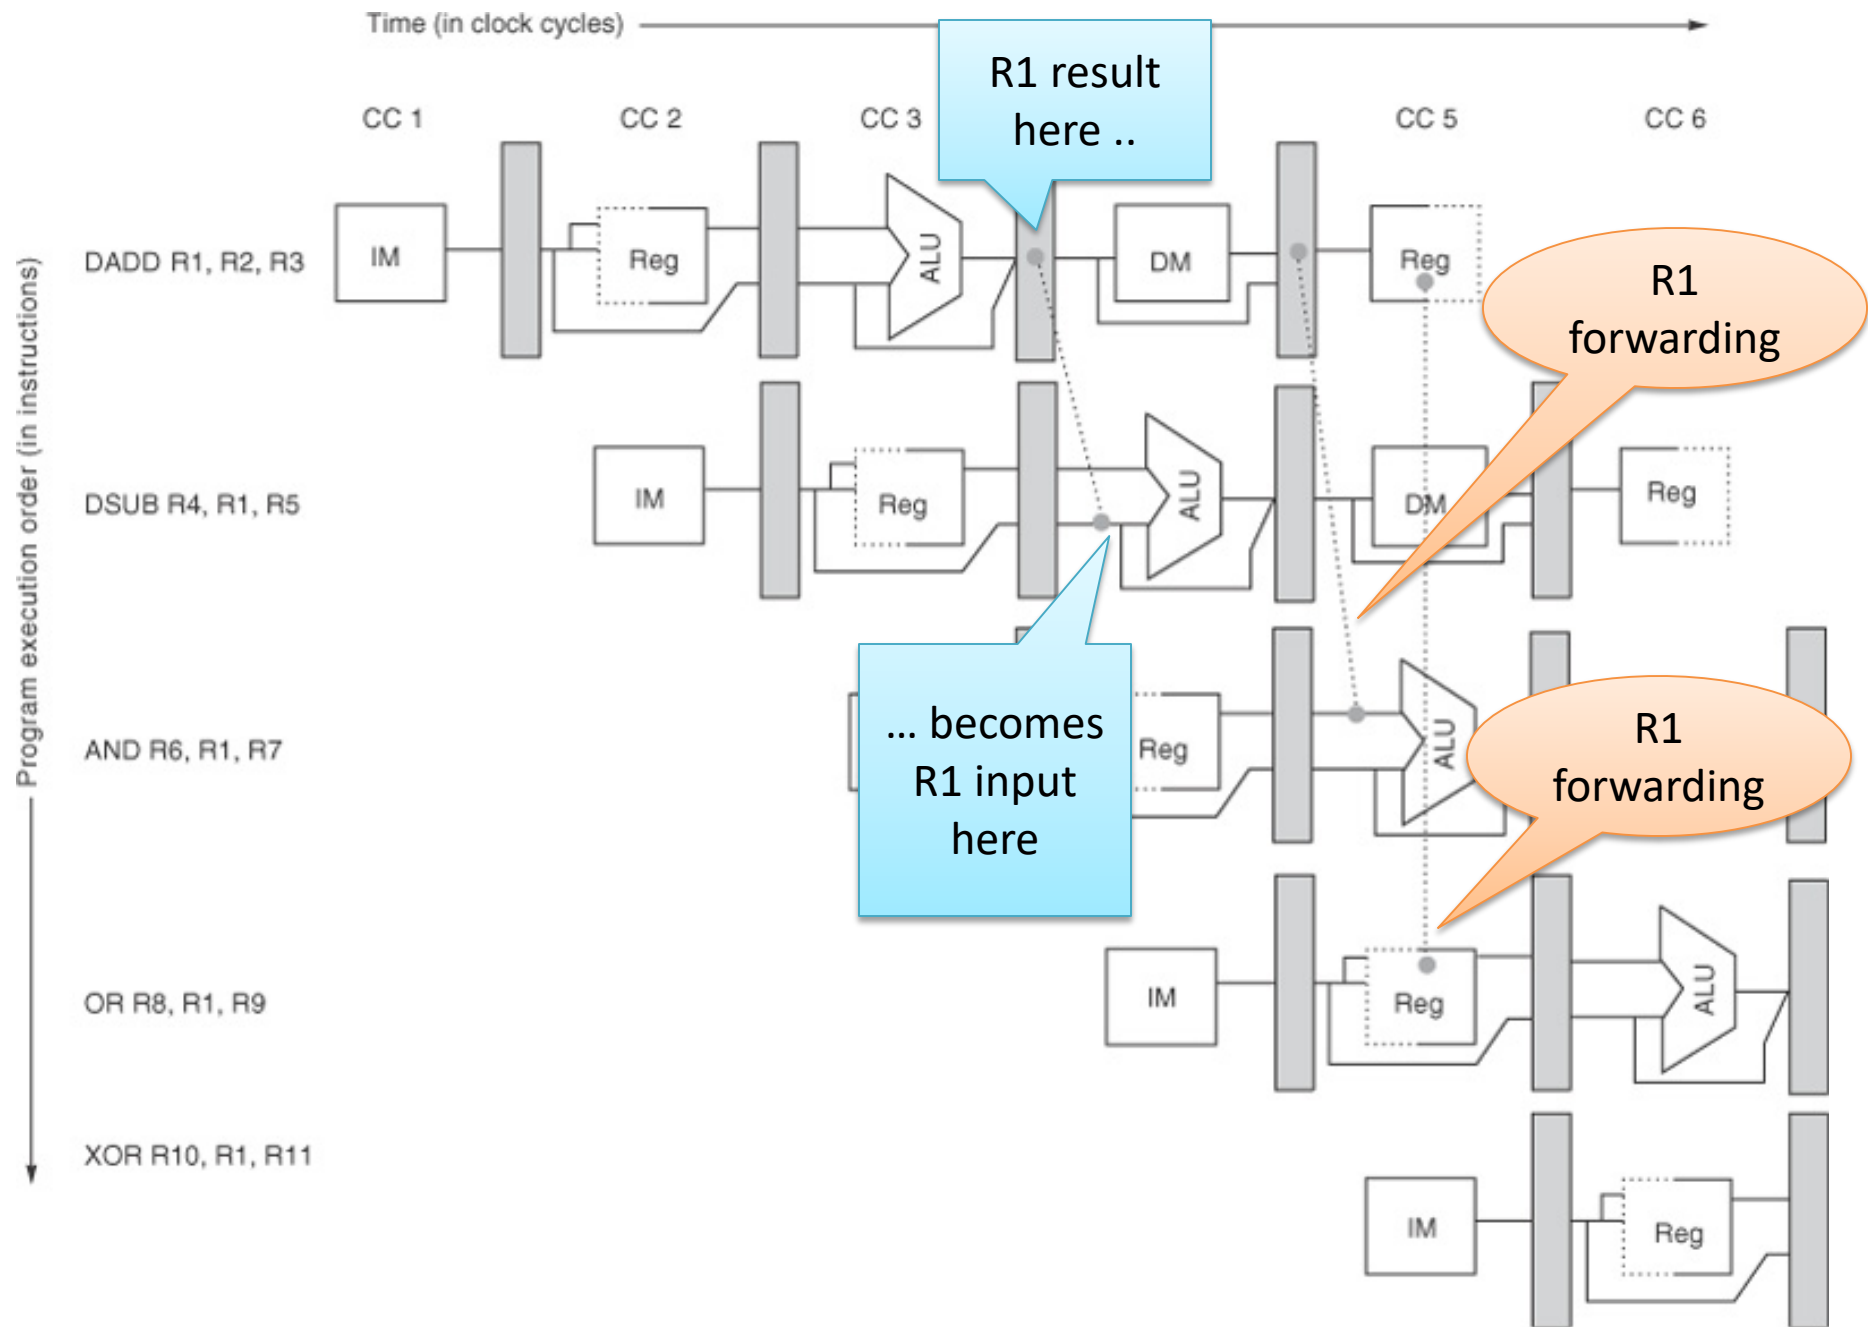 Time (in clock cycles)
R1 result
here ..
CC 1
CC 2
CC 3
CC 5
CC 6
Program execution order (in instructions)
DADD R1, R2, R3
IM
Reg
ALU
DM
Reg
R1
forwarding
DSUB R4, R1, R5
IM
Reg
ALU
DM
Reg
... becomes
R1 input
here
AND R6, R1, R7
Reg
ALU
R1
forwarding
OR R8, R1, R9
IM
Reg
ALU
XOR R10, R1, R11
IM
Reg